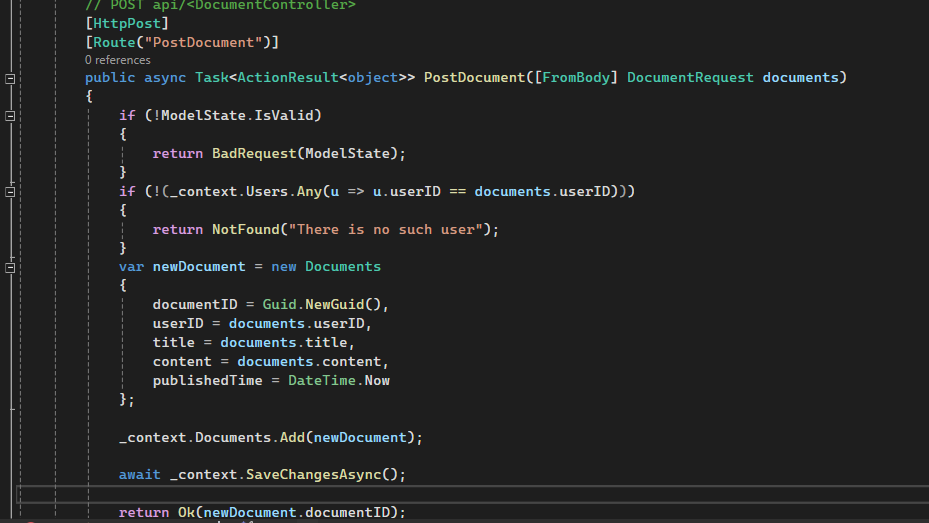 // POST api/<DocumentController>
[HttpPost]
[Route("PostDocument")]
0 references
public async Task<ActionResult<object>> PostDocument([FromBody] DocumentRequest documents)
{
if (!ModelState.IsValid)
{
return BadRequest(ModelState);
}
if (!(_context.Users.Any(u => u.userID == documents.userID)))
{
return NotFound("There is no such user");
}
var newDocument = new Documents
{
documentID = Guid.NewGuid(),
userID = documents.userID,
title = documents.title,
content = documents.content,
publishedTime = DateTime.Now
};
_context.Documents.Add(newDocument);
await _context.SaveChangesAsync();
return Ok(newDocument.documentID);